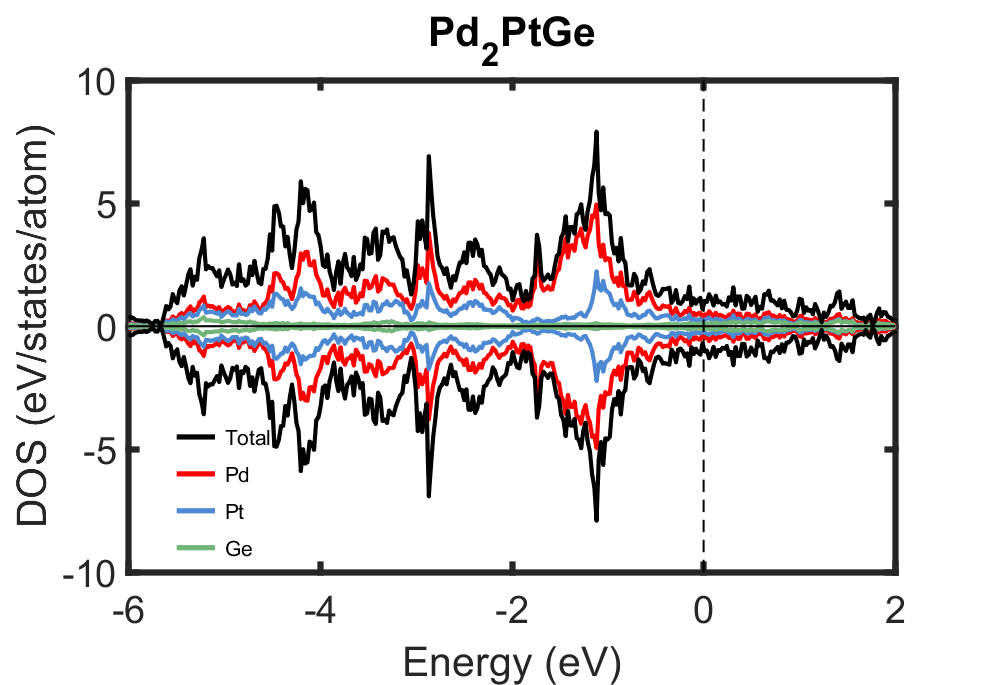 Pd₂PtGe
DOS (eV/states/atom)
10
5
0
-5
-10
Total
Pd
Pt
Ge
-6 -4 -2 0 2
Energy (eV)